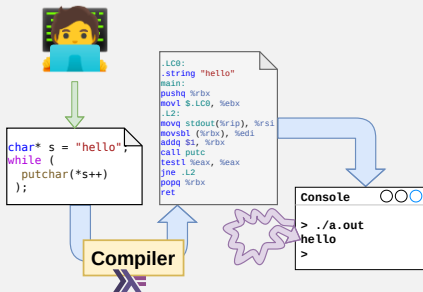 .LC0:
.string "hello"
main:
pushq %rbx
movl $.LC0, %ebx
.L2:
movq stdout(%rip), %rsi
movsbl (%rbx), %edi
addq $1, %rbx
call putc
testl %eax, %eax
jne .L2
popq %rbx
ret
char* s = "hello";
while (
putchar(*s++)
);
Compiler
Console
> ./a.out
hello
>